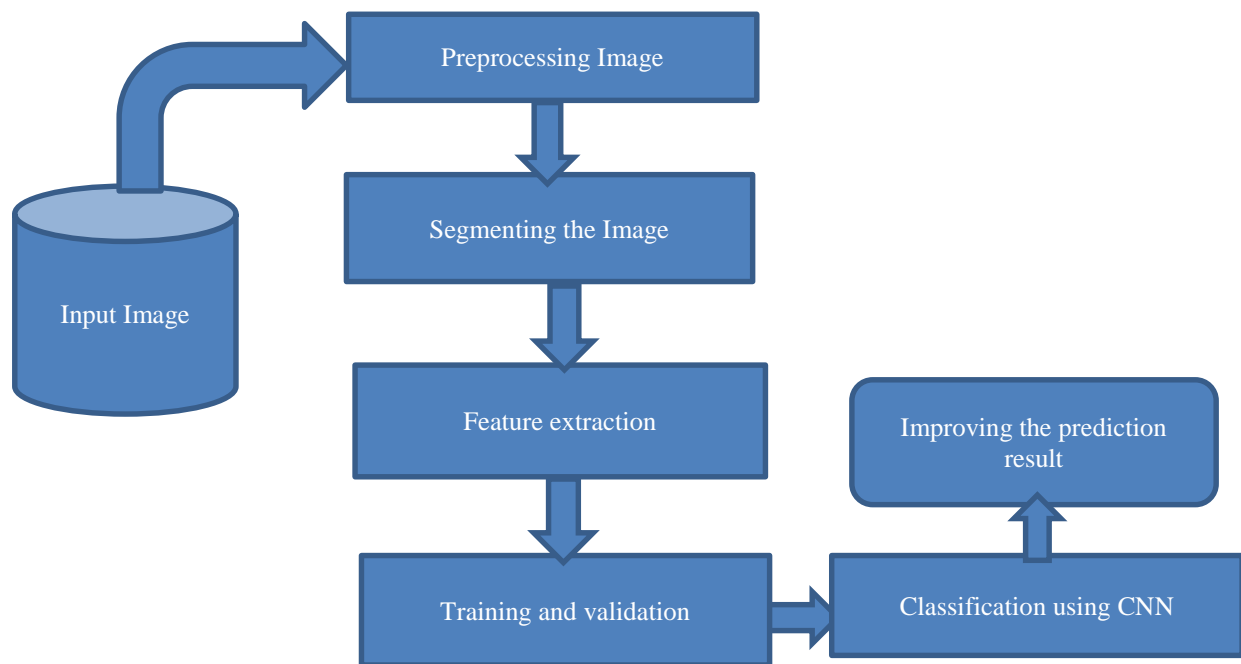 Preprocessing Image
Segmenting the Image
Input Image
Feature extraction
Improving the prediction
result
Training and validation
Classification using CNN